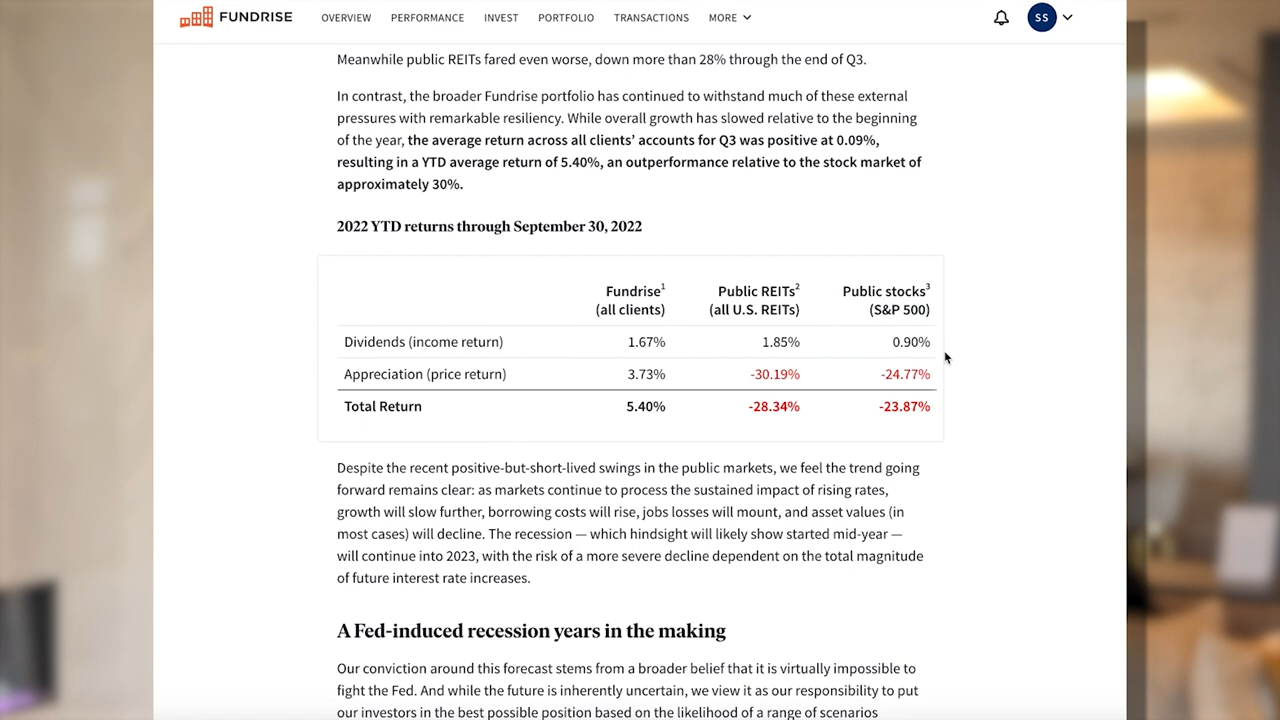 FUNDRISE OVERVIEW PERFORMANCE INVEST PORTFOLIO TRANSACTIONS MORE SS
Meanwhile public REITs fared even worse, down more than 28% through the end of Q3.
In contrast, the broader Fundrise portfolio has continued to withstand much of these external
pressures with remarkable resiliency. While overall growth has slowed relative to the beginning
of the year, the average return across all clients’ accounts for Q3 was positive at 0.09%,
resulting in a YTD average return of 5.40%, an outperformance relative to the stock market of
approximately 30%.
2022 YTD returns through September 30, 2022
Fundrise1 Public REITs2 Public stocks3
(all clients) (all U.S. REITs) (S&P 500)
Dividends (income return) 1.67% 1.85% 0.90%
Appreciation (price return) 3.73% -30.19% -24.77%
Total Return 5.40% -28.34% -23.87%
Despite the recent positive-but-short-lived swings in the public markets, we feel the trend going
forward remains clear: as markets continue to process the sustained impact of rising rates,
growth will slow further, borrowing costs will rise, jobs losses will mount, and asset values (in
most cases) will decline. The recession — which hindsight will likely show started mid-year —
will continue into 2023, with the risk of a more severe decline dependent on the total magnitude
of future interest rate increases.
A Fed-induced recession years in the making
Our conviction around this forecast stems from a broader belief that it is virtually impossible to
fight the Fed. And while the future is inherently uncertain, we view it as our responsibility to put
our investors in the best possible position based on the likelihood of a range of scenarios